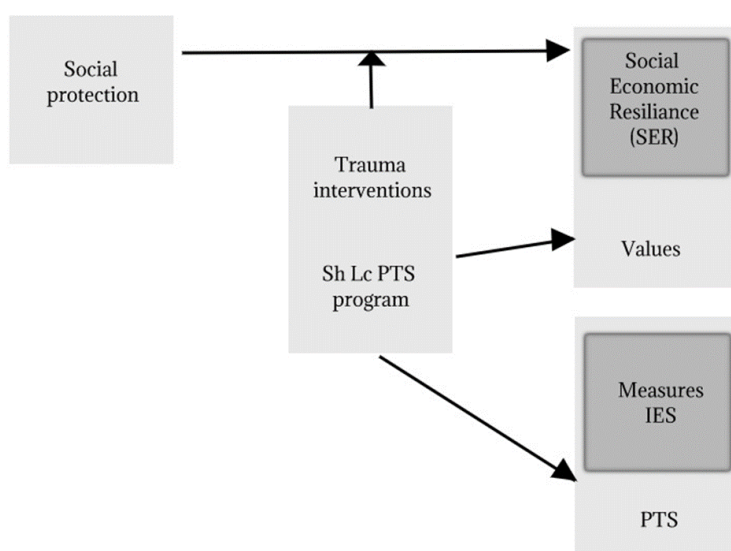 Social
protection
Trauma
interventions
Sh Lc PTS
program
Social
Economic
Resiliance
(SER)
Values
Measures
IES
PTS